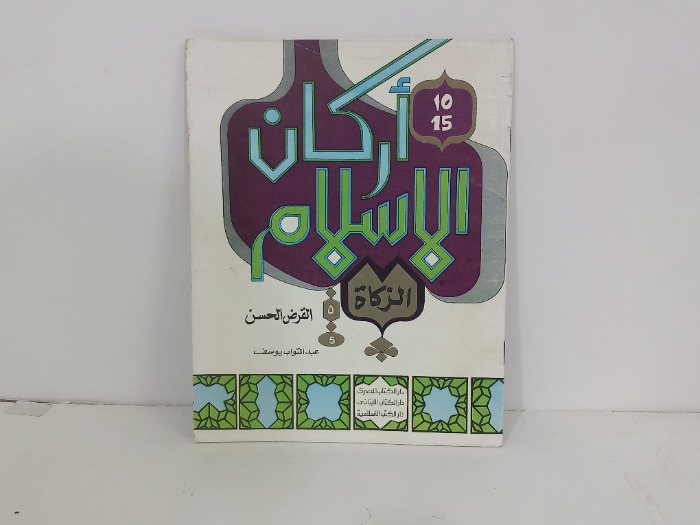 أركان
الإسلام
10
15
الزكاة
القرض الحسن
٥
5
عبد التواب يوسف
دار الكتاب المصري
دار الكتاب اللبناني
دار الكتب الإسلامية